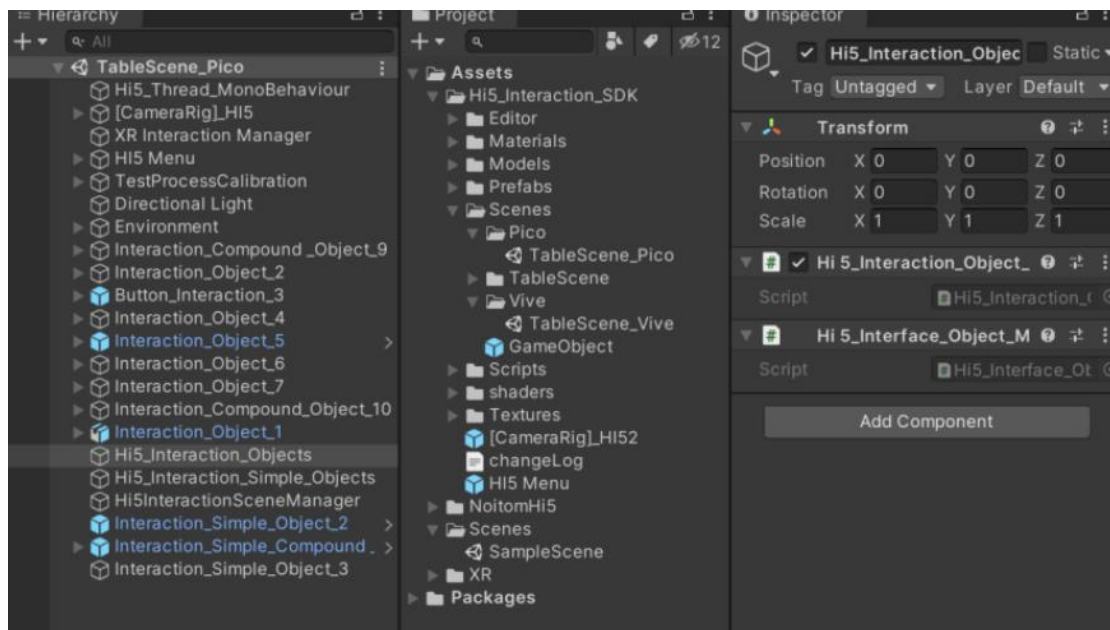 Hierarchy
All
TableScene_Pico
Hi5_Thread_MonoBehaviour
[CameraRig]_HI5
XR Interaction Manager
HI5 Menu
TestProcessCalibration
Directional Light
Environment
Interaction_Compound _Object_9
Interaction_Object_2
Button_Interaction_3
Interaction_Object_4
Interaction_Object_5
Interaction_Object_6
Interaction_Object_7
Interaction_Compound_Object_10
Interaction_Object_1
Hi5_Interaction_Objects
Hi5_Interaction_Simple_Objects
Hi5InteractionSceneManager
Interaction_Simple_Object_2
Interaction_Simple_Compound_
Interaction_Simple_Object_3
Project
12
Assets
Hi5_Interaction_SDK
Editor
Materials
Models
Prefabs
Scenes
Pico
TableScene_Pico
TableScene
Vive
TableScene_Vive
GameObject
Scripts
shaders
Textures
[CameraRig]_HI52
changeLog
HI5 Menu
NoitomHi5
Scenes
SampleScene
XR
Packages
Inspector
Hi5_Interaction_Objec Static
Tag Untagged Layer Default
Transform
Position X 0 Y 0 Z 0
Rotation X 0 Y 0 Z 0
Scale X 1 Y 1 Z 1
# Hi 5_Interaction_Object_
Script Hi5_Interaction_
# Hi 5_Interface_Object_M
Script Hi5_Interface_Ob
Add Component